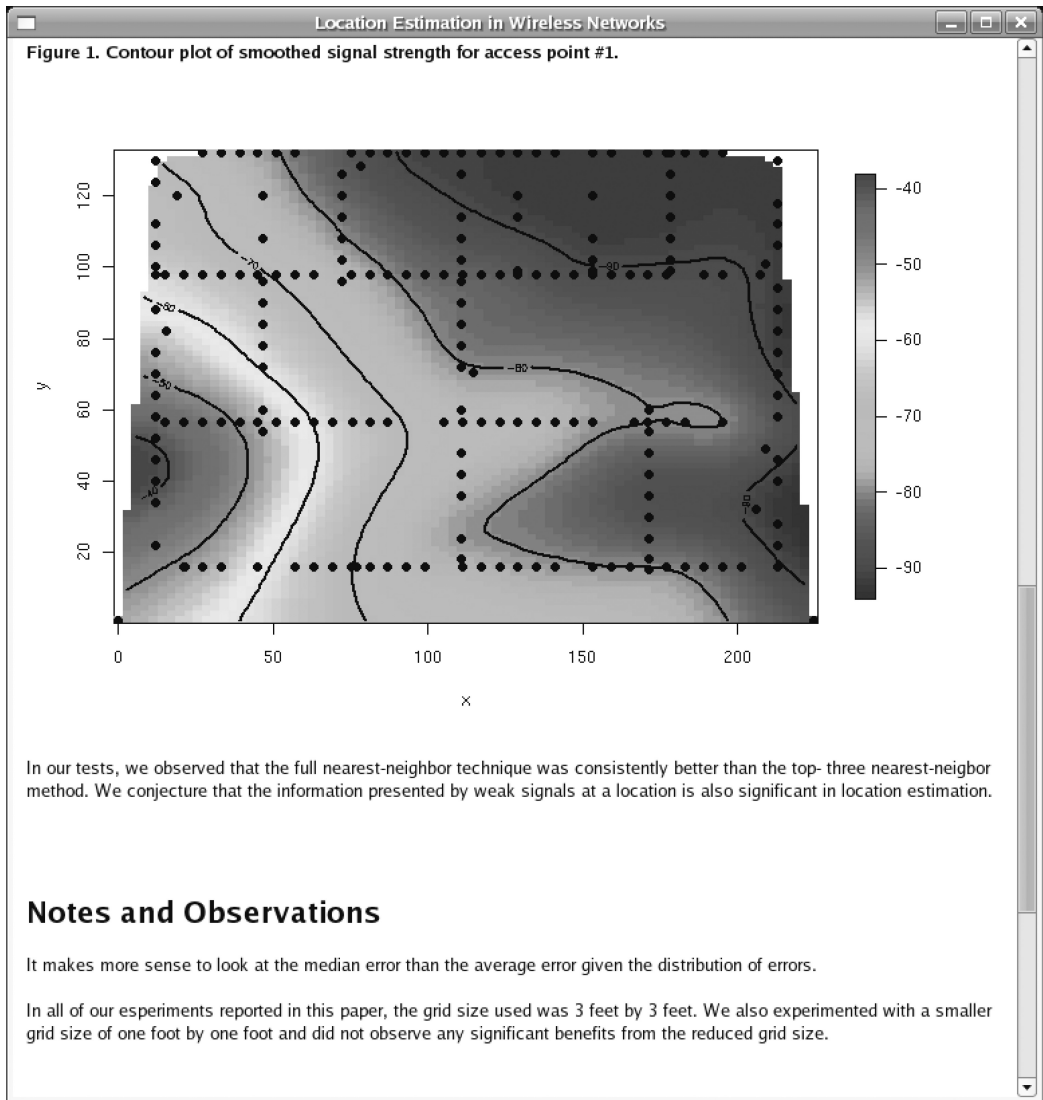 Location Estimation in Wireless Networks
Figure 1. Contour plot of smoothed signal strength for access point #1.
120
100
80
60
40
20
y
0
50
100
150
200
x
-70
-60
-50
-40
-80
-90
-90
-40
-50
-60
-70
-80
-90
In our tests, we observed that the full nearest-neighbor technique was consistently better than the top- three nearest-neigbor
method. We conjecture that the information presented by weak signals at a location is also significant in location estimation.
Notes and Observations
It makes more sense to look at the median error than the average error given the distribution of errors.
In all of our esperiments reported in this paper, the grid size used was 3 feet by 3 feet. We also experimented with a smaller
grid size of one foot by one foot and did not observe any significant benefits from the reduced grid size.